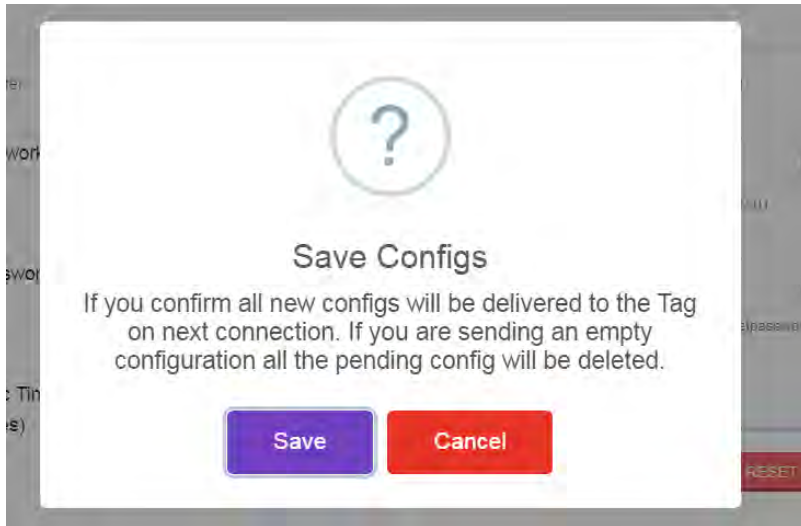 ?
Save Configs
If you confirm all new configs will be delivered to the Tag
on next connection. If you are sending an empty
configuration all the pending config will be deleted.
Save
Cancel
RESET